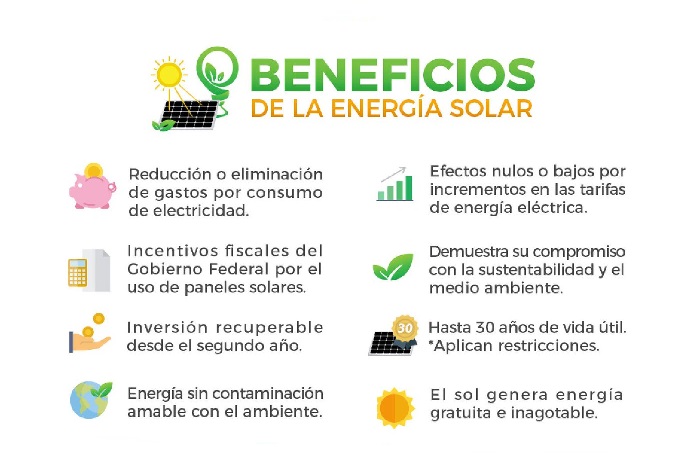 BENEFICIOS
DE LA ENERGÍA SOLAR
Reducción o eliminación
de gastos por consumo
de electricidad.
Incentivos fiscales del
Gobierno Federal por el
uso de paneles solares.
Inversión recuperable
desde el segundo año.
Energía sin contaminación
amable con el ambiente.
Efectos nulos o bajos por
incrementos en las tarifas
de energía eléctrica.
Demuestra su compromiso
con la sustentabilidad y el
medio ambiente.
30
Hasta 30 años de vida útil.
*Aplican restricciones.
El sol genera energía
gratuita e inagotable.